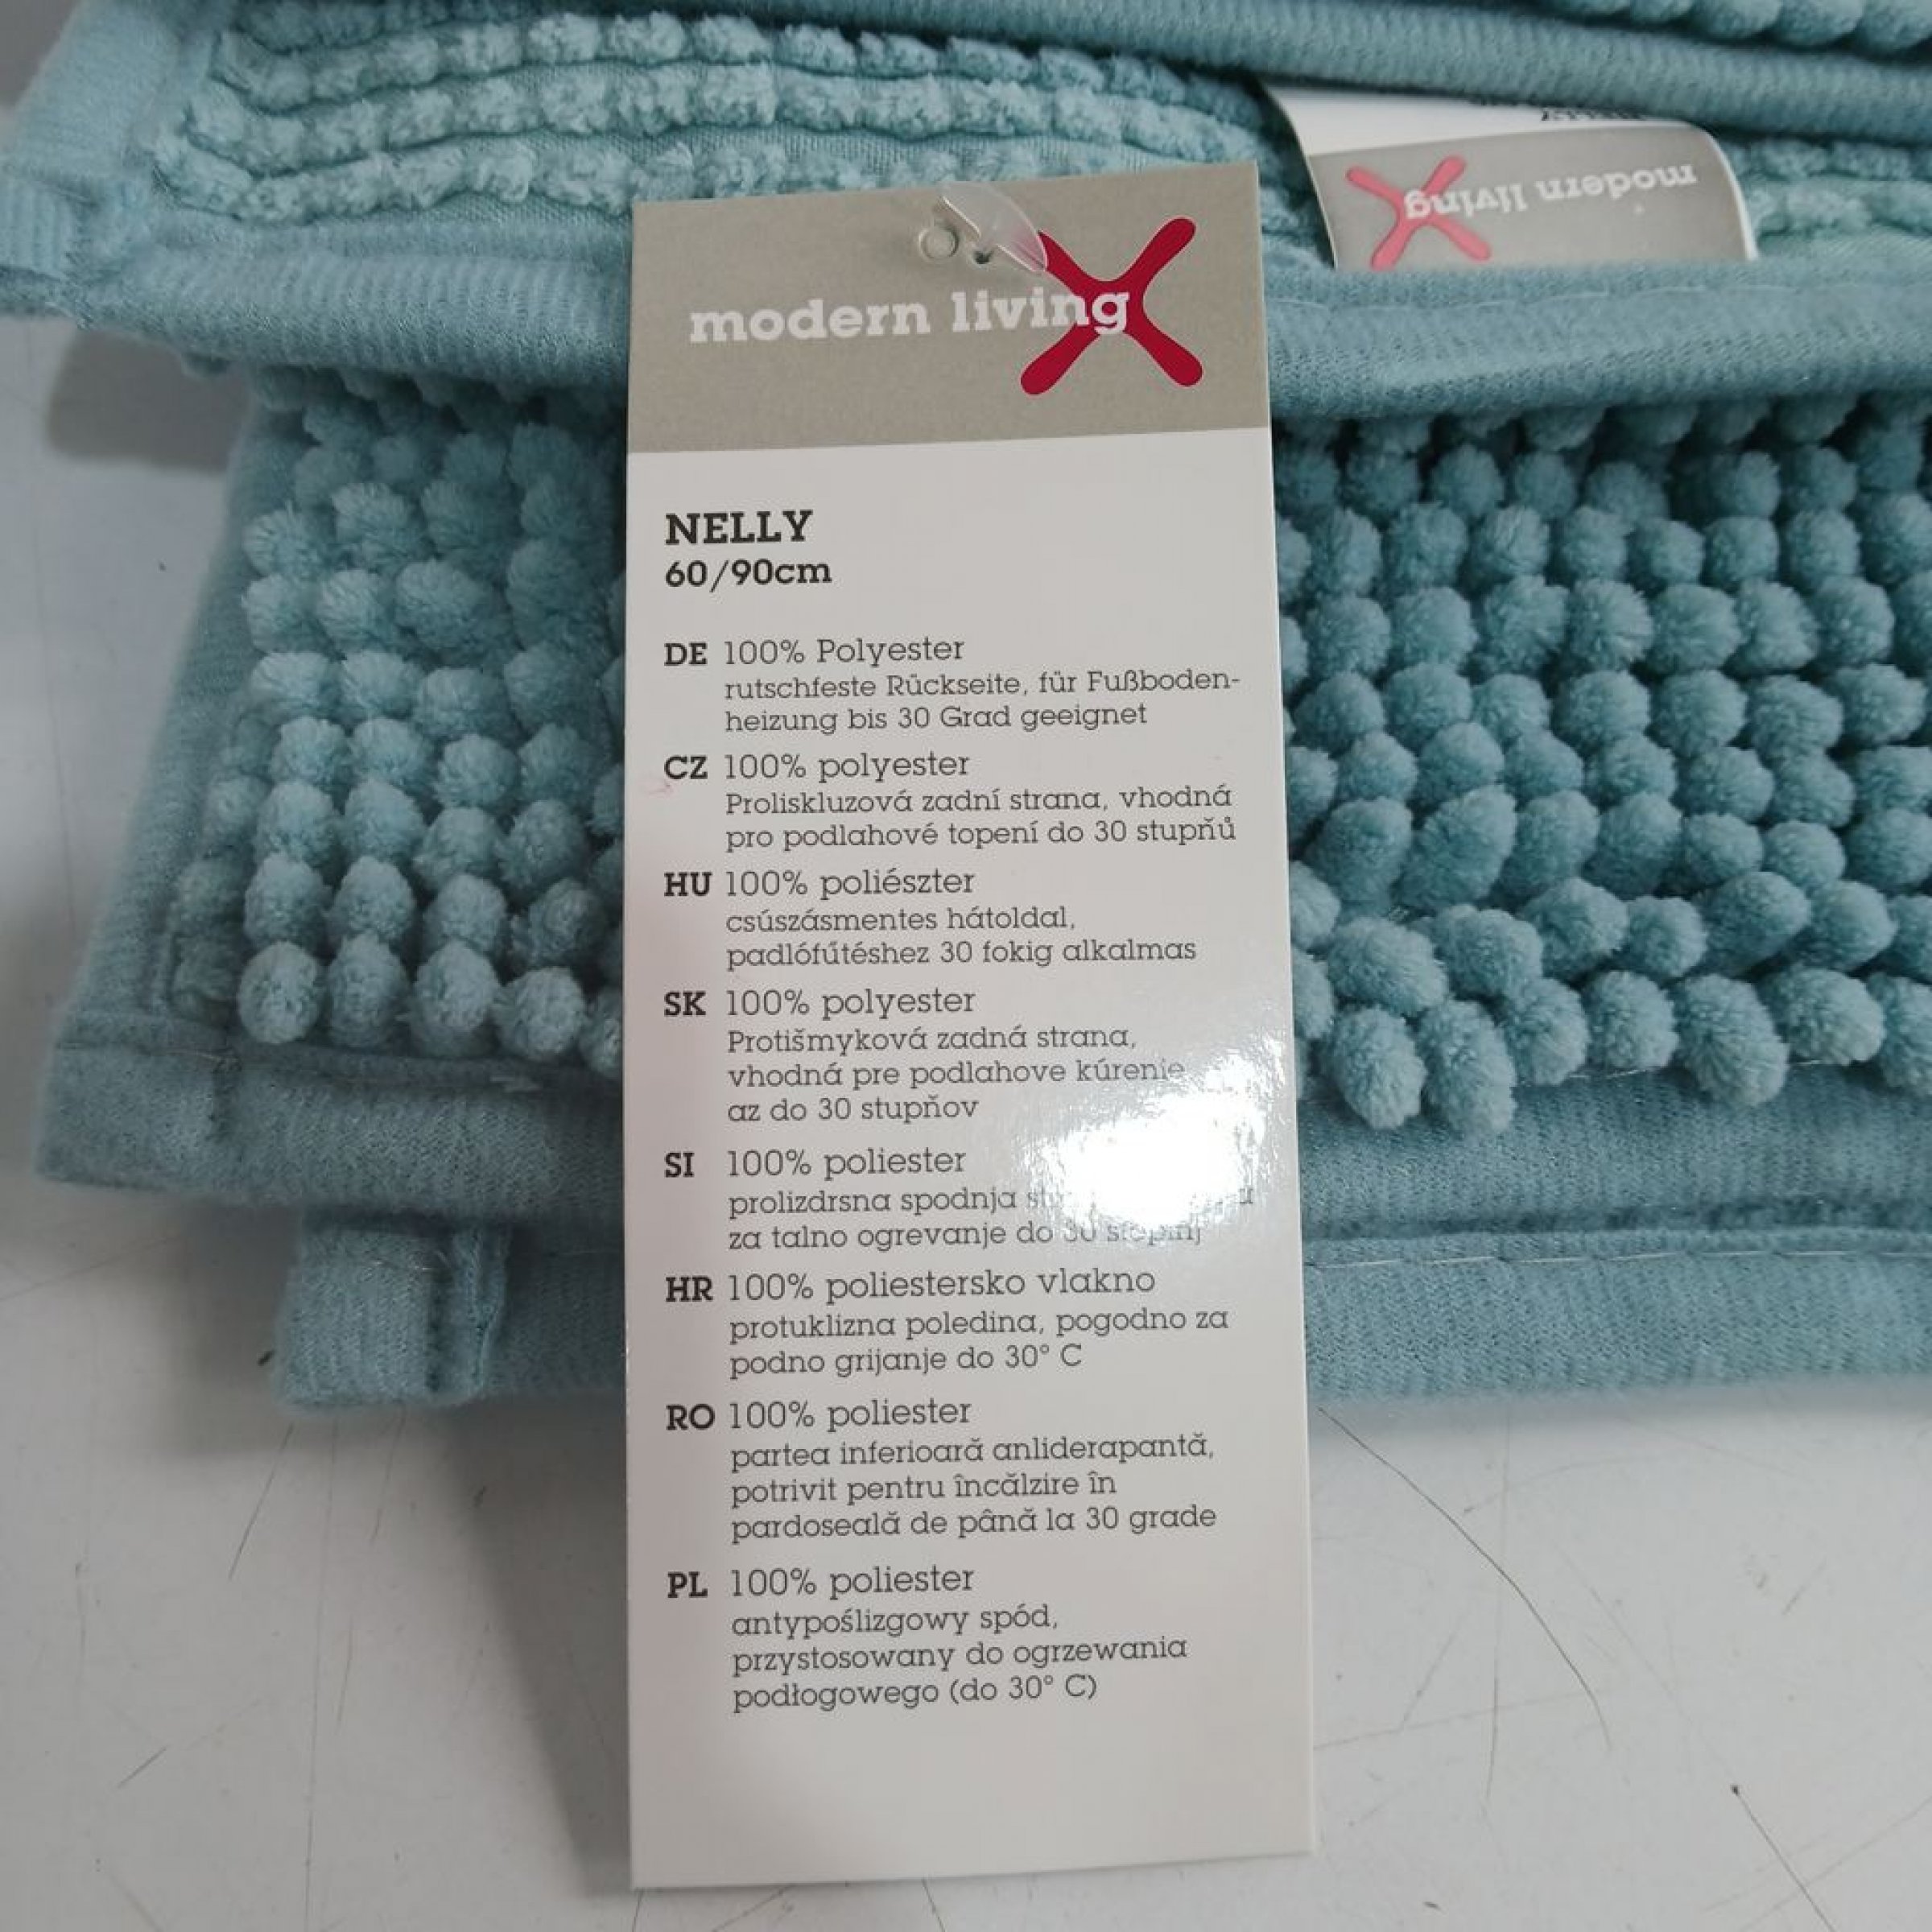 modern living
modern living
NELLY
60/90cm
DE 100% Polyester
rutschfeste Rückseite, für Fußboden-
heizung bis 30 Grad geeignet
CZ 100% polyester
Proliskluzová zadní strana, vhodná
pro podlahové topení do 30 stupňů
HU 100% poliészter
csúszásmentes hátoldal,
padlófűtéshez 30 fokig alkalmas
SK 100% polyester
Protišmyková zadná strana,
vhodná pre podlahove kúrenie
az do 30 stupňov
SI 100% poliester
prolizdrsna spodnja
za talno ogrevanje do 30 stopinj
HR 100% poliestersko vlakno
protuklizna poleđina, pogodno za
podno grijanje do 30° C
RO 100% poliester
partea inferioară anliderapantă,
potrivit pentru încălzire în
pardoseală de până la 30 grade
PL 100% poliester
antypoślizgowy spód,
przystosowany do ogrzewania
podłogowego (do 30° C)